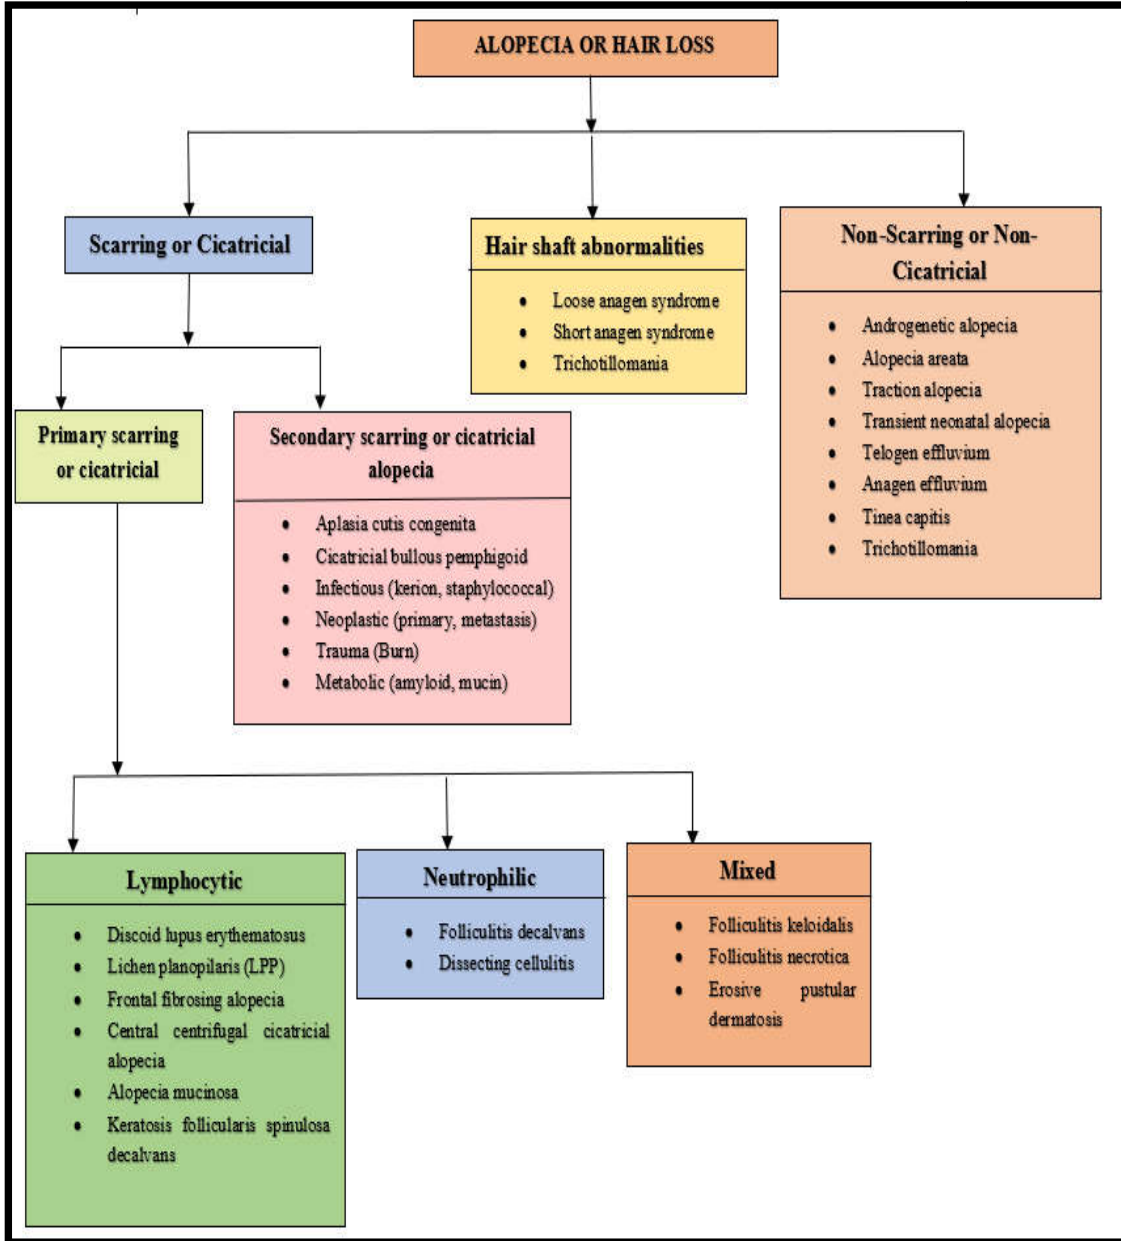 ALOPECIA OR HAIR LOSS
Scarring or Cicatricial
Hair shaft abnormalities
• Loose anagen syndrome
• Short anagen syndrome
• Trichotillomania
Non-Scarring or Non-
Cicatricial
• Androgenetic alopecia
• Alopecia areata
• Traction alopecia
• Transient neonatal alopecia
• Telogen effluvium
• Anagen effluvium
• Tinea capitis
• Trichotillomania
Primary scarring
or cicatricial
Secondary scarring or cicatricial
alopecia
• Aplasia cutis congenita
• Cicatricial bullous pemphigoid
• Infectious (kerion, staphylococcal)
• Neoplastic (primary, metastasis)
• Trauma (Burn)
• Metabolic (amyloid, mucin)
Lymphocytic
• Discoid lupus erythematosus
• Lichen planopilaris (LPP)
• Frontal fibrosing alopecia
• Central centrifugal cicatricial
alopecia
• Alopecia mucinosa
• Keratosis follicularis spinulosa
decalvans
Neutrophilic
• Folliculitis decalvans
• Dissecting cellulitis
Mixed
• Folliculitis keloidalis
• Folliculitis necrotica
• Erosive pustular
dermatosis